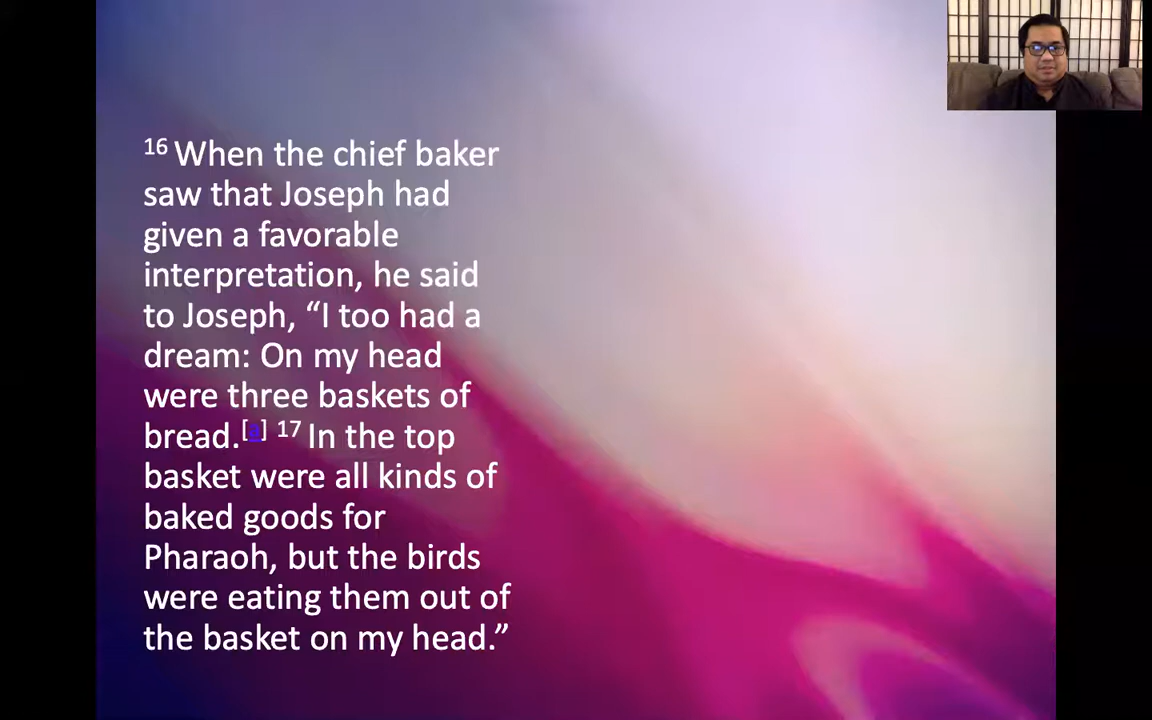 16 When the chief baker
saw that Joseph had
given a favorable
interpretation, he said
to Joseph, “I too had a
dream: On my head
were three baskets of
bread.[a] 17 In the top
basket were all kinds of
baked goods for
Pharaoh, but the birds
were eating them out of
the basket on my head.”